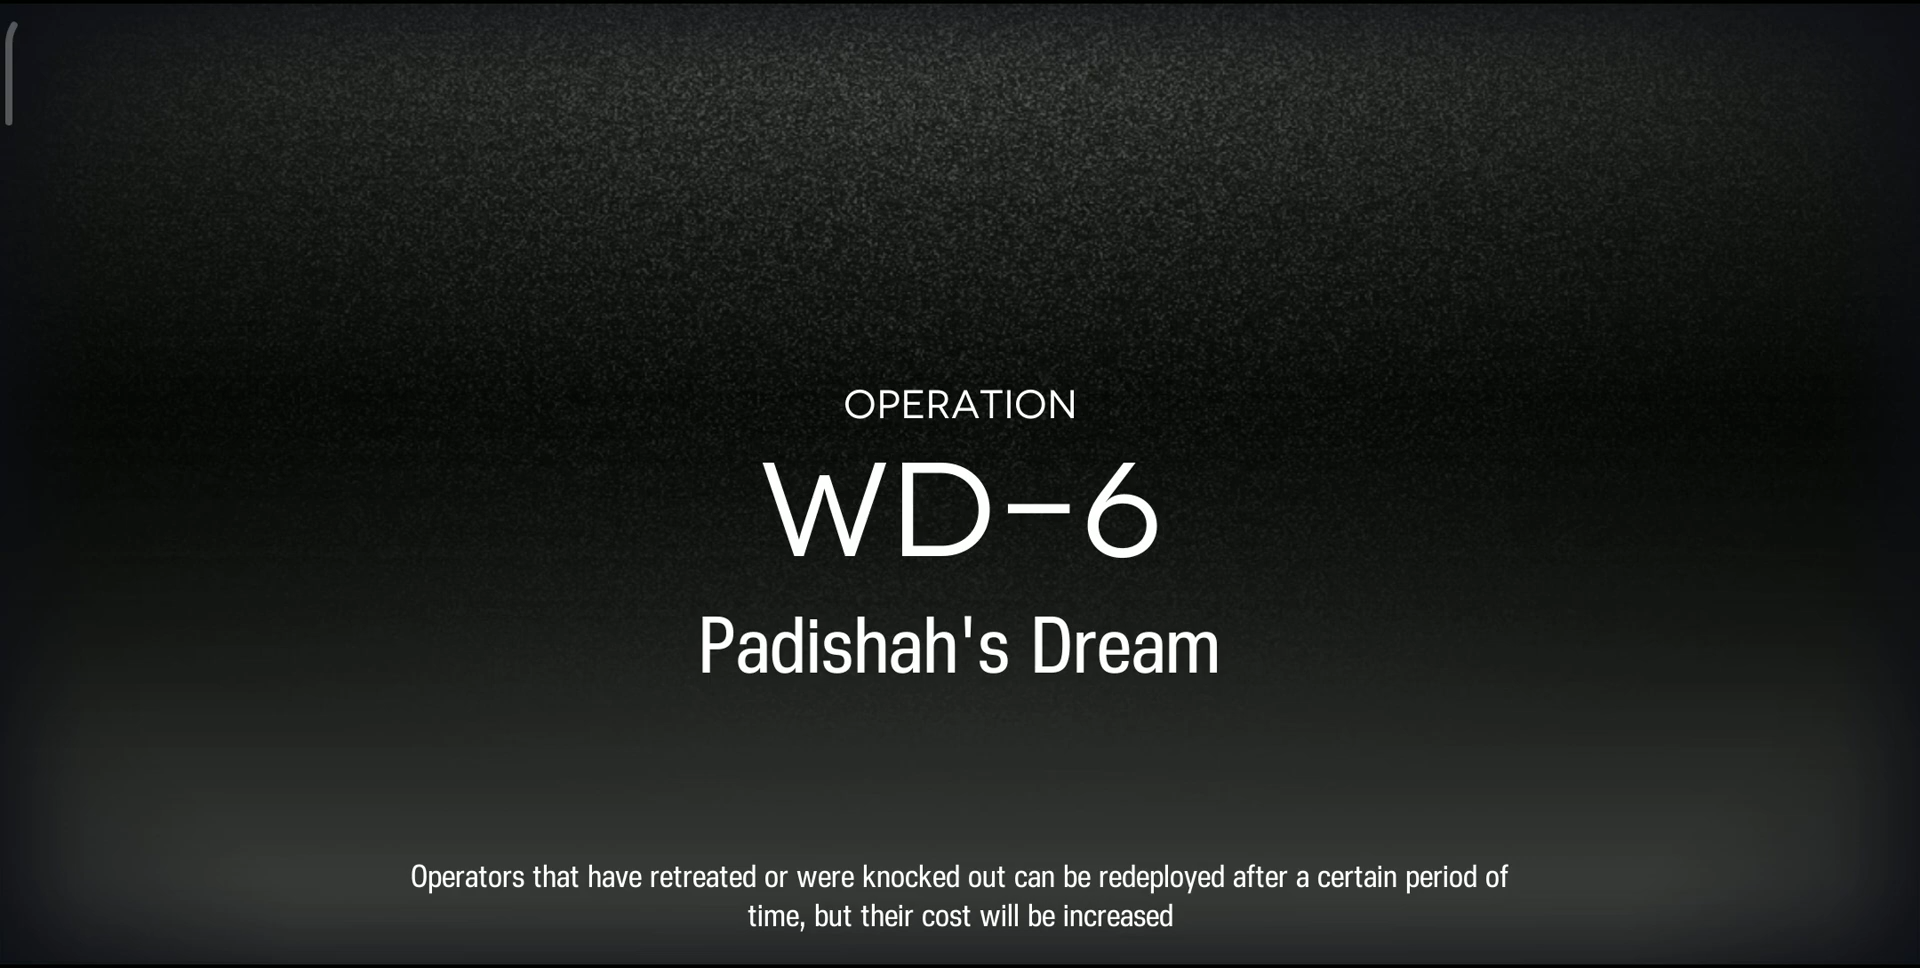 OPERATION
WD-6
Padishah's Dream
Operators that have retreated or were knocked out can be redeployed after a certain period of
time, but their cost will be increased